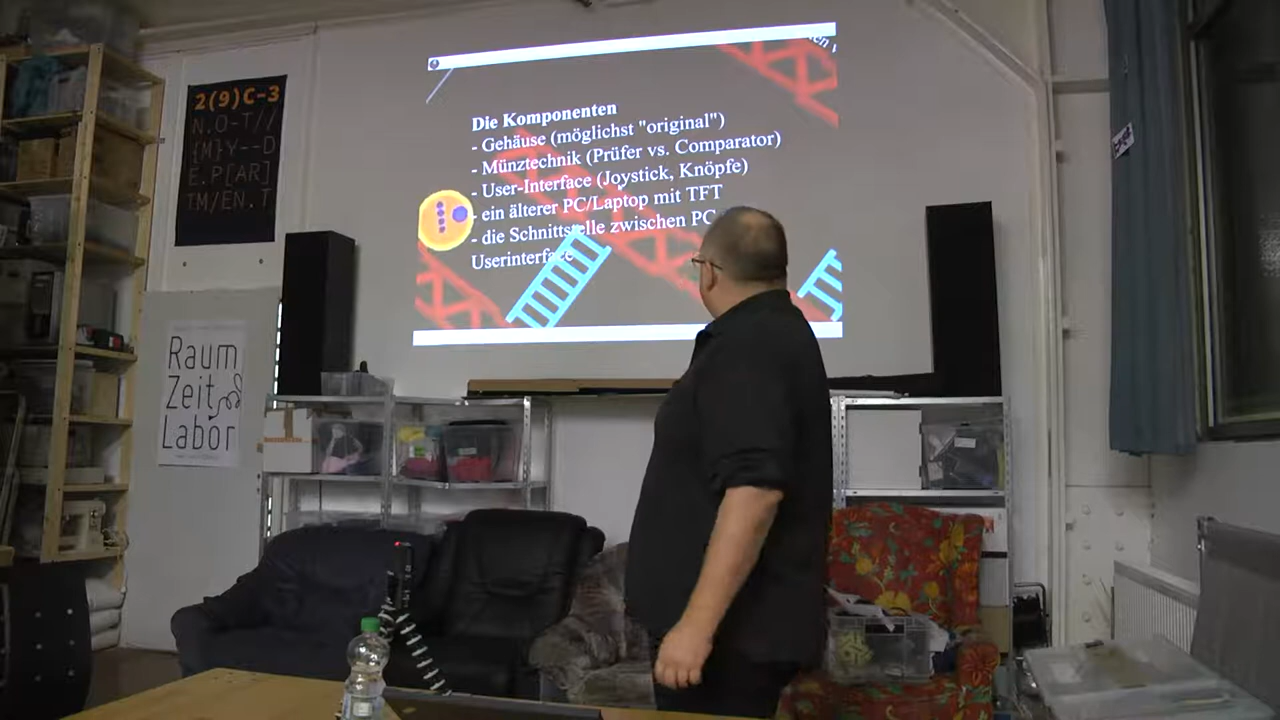 2(9)C-3
N.O-T//
{M}Y--D
E.P[AR]
TM/EN.T
Raum
Zeit
Labor
Die Komponenten
- Gehäuse (möglichst "original")
- Münztechnik (Prüfer vs. Comparator)
- User-Interface (Joystick, Knöpfe)
- ein älterer PC/Laptop mit TFT
- die Schnittstelle zwischen PC
Userinterface